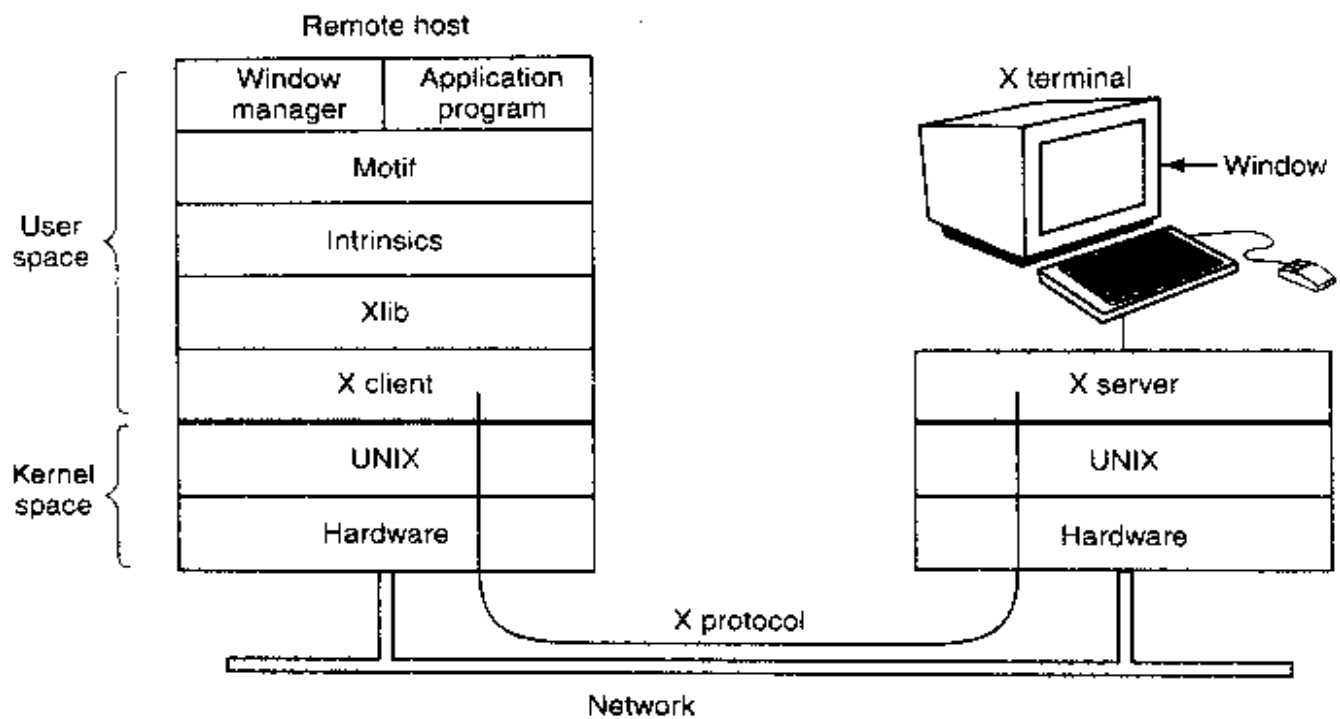 Remote host
Window
manager
Application
program
Motif
Intrinsics
Xlib
X client
UNIX
Hardware
User
space
Kernel
space
X terminal
Window
X server
UNIX
Hardware
X protocol
Network